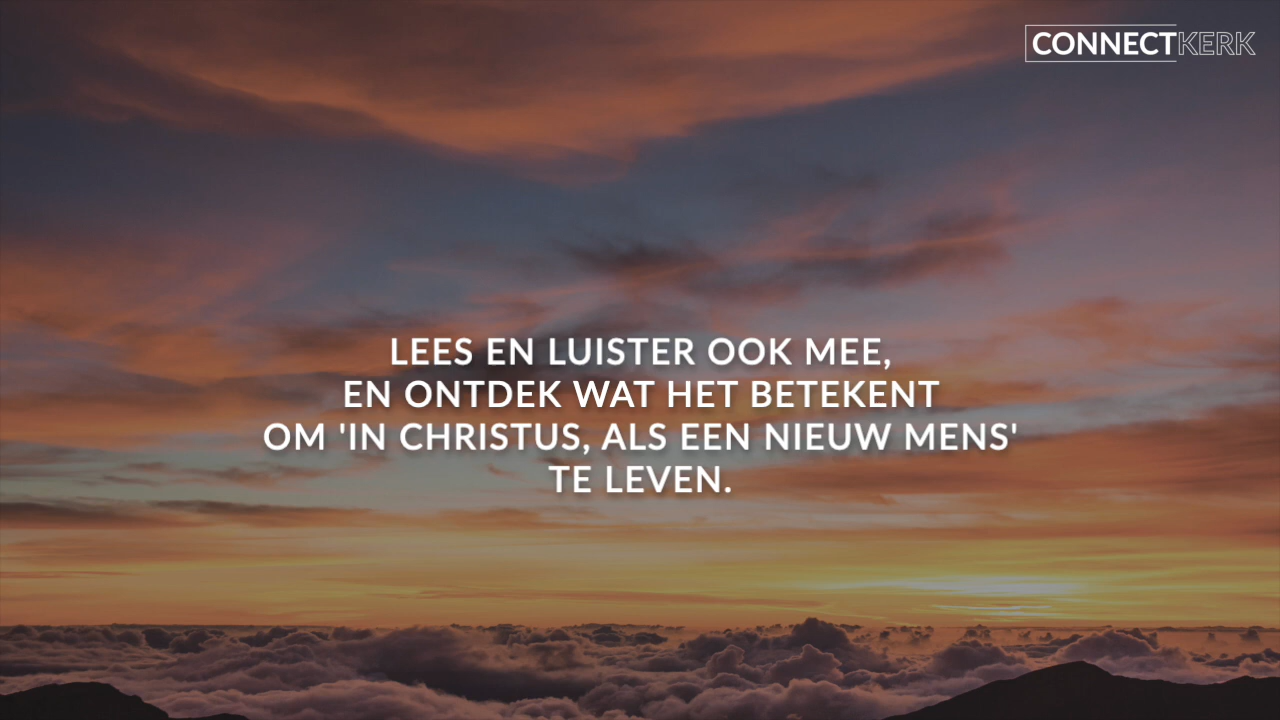 CONNECTKERK
LEES EN LUISTER OOK MEE,
EN ONTDEK WAT HET BETEKENT
OM 'IN CHRISTUS, ALS EEN NIEUW MENS'
TE LEVEN.